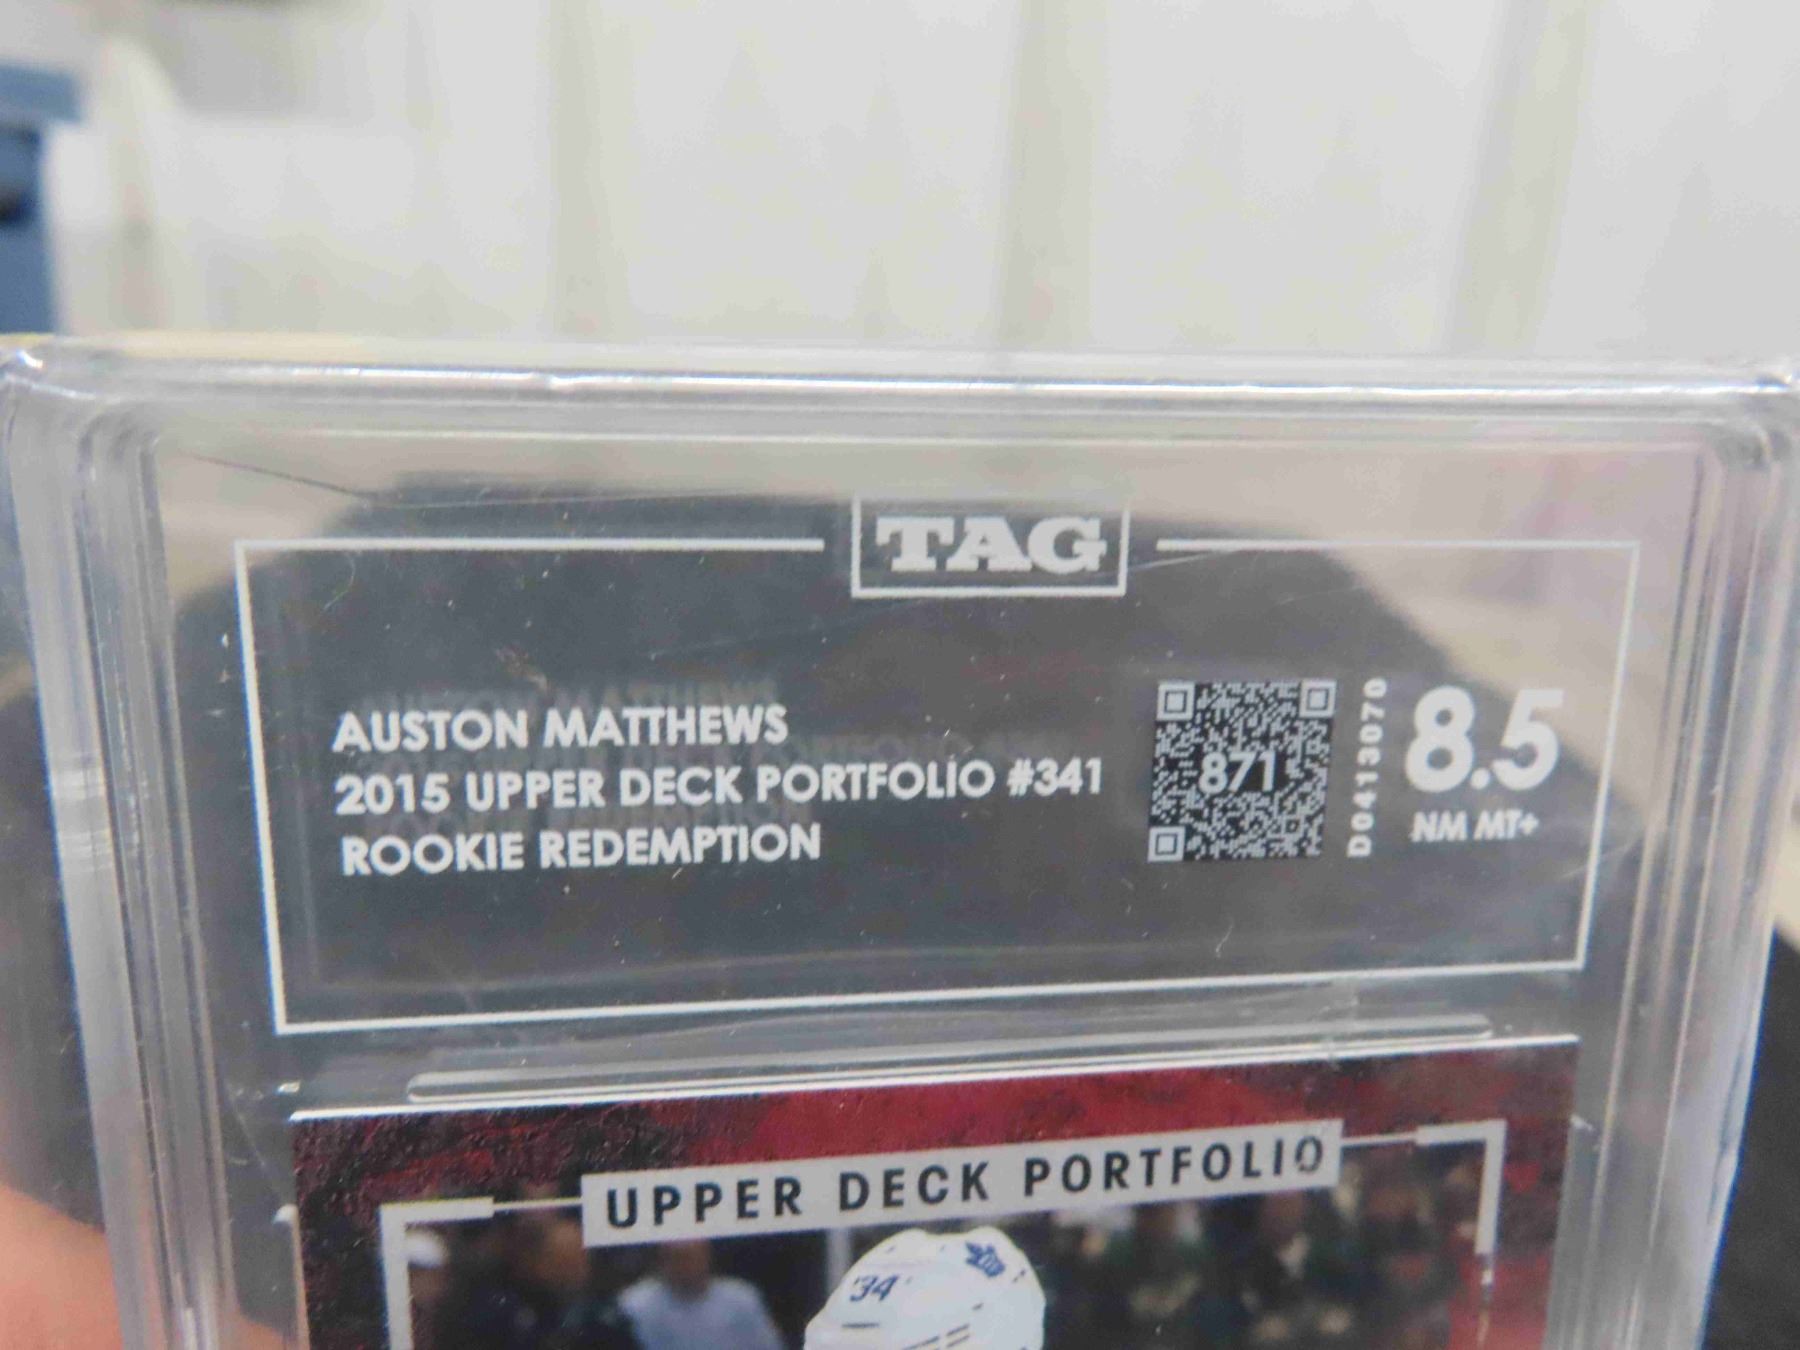 TAG
AUSTON MATTHEWS
2015 UPPER DECK PORTFOLIO #341
ROOKIE REDEMPTION
871
D0413070
8.5
NM MT+
UPPER DECK PORTFOLIO
34